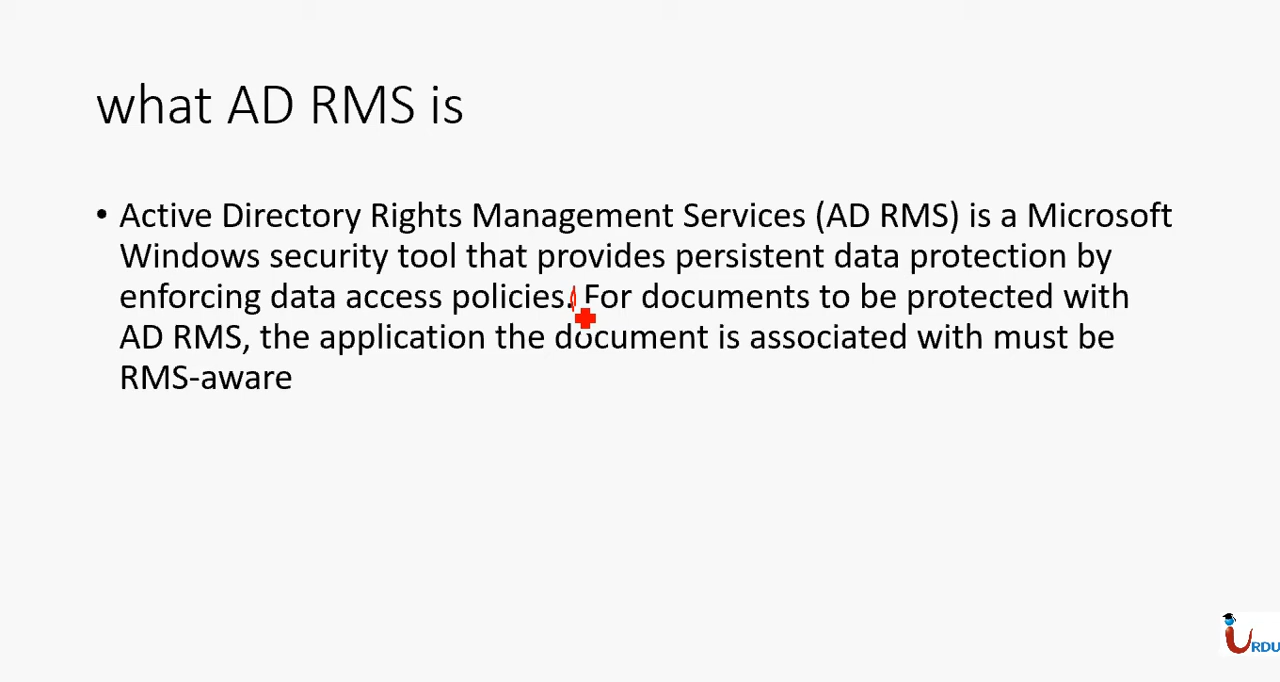 what AD RMS is
• Active Directory Rights Management Services (AD RMS) is a Microsoft
Windows security tool that provides persistent data protection by
enforcing data access policies. For documents to be protected with
AD RMS, the application the document is associated with must be
RMS-aware
URDU